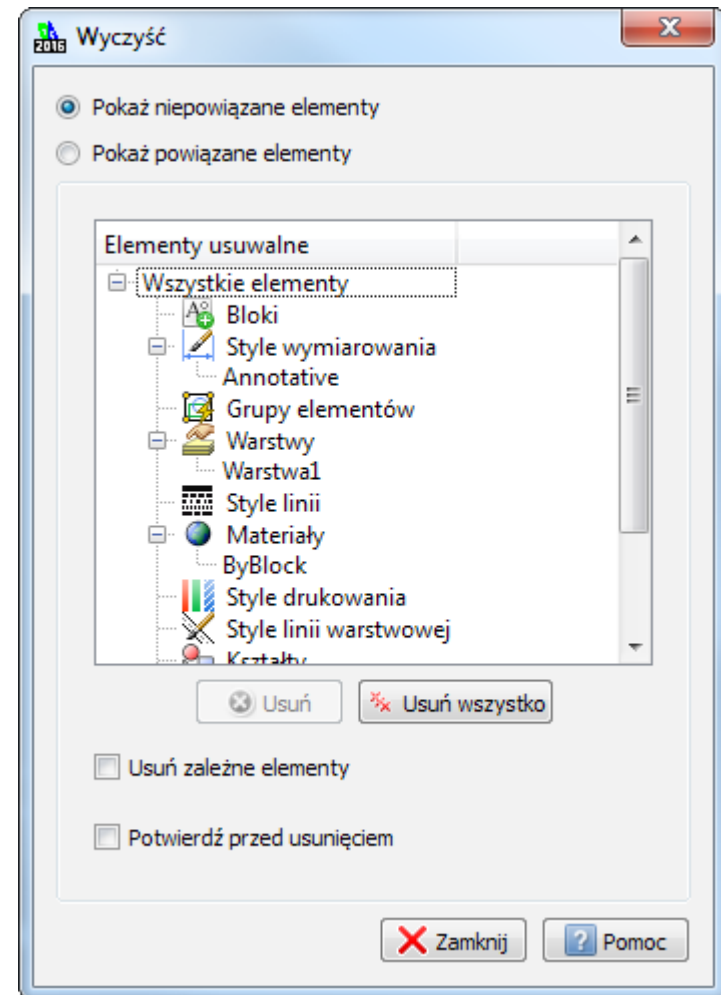 2016 Wyczyść
Pokaż niepowiązane elementy
Pokaż powiązane elementy
Elementy usuwalne
Wszystkie elementy
Bloki
Style wymiarowania
Annotative
Grupy elementów
Warstwy
Warstwa1
Style linii
Materiały
ByBlock
Style drukowania
Style linii warstwowej
Kształty
Usuń Usuń wszystko
Usuń zależne elementy
Potwierdź przed usunięciem
Zamknij Pomoc